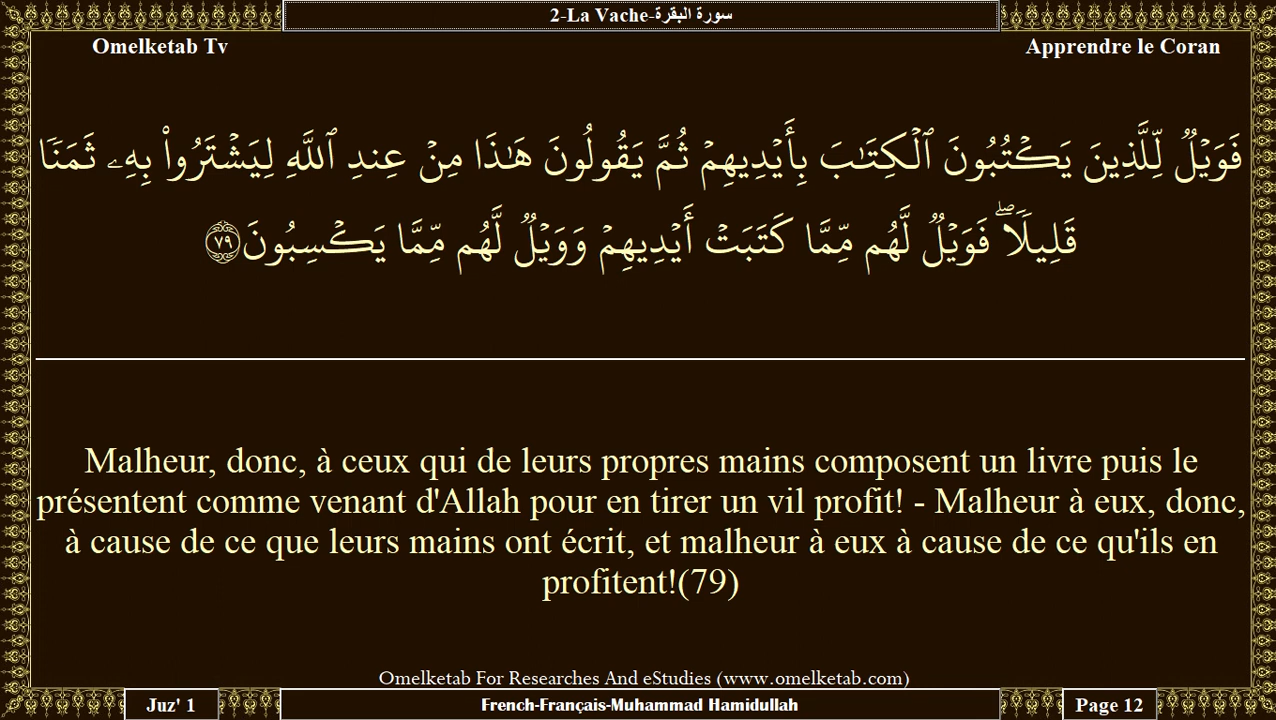 2-La Vache-سورة البقرة
Omelketab Tv
Apprendre le Coran
فَوَيۡلٞ لِّلَّذِينَ يَكۡتُبُونَ ٱلۡكِتَٰبَ بِأَيۡدِيهِمۡ ثُمَّ يَقُولُونَ هَٰذَا مِنۡ عِندِ ٱللَّهِ لِيَشۡتَرُواْ بِهِۦ ثَمَنٗا
قَلِيلٗاۖ فَوَيۡلٞ لَّهُم مِّمَّا كَتَبَتۡ أَيۡدِيهِمۡ وَوَيۡلٞ لَّهُم مِّمَّا يَكۡسِبُونَ ٧٩
Malheur, donc, à ceux qui de leurs propres mains composent un livre puis le
présentent comme venant d'Allah pour en tirer un vil profit! - Malheur à eux, donc,
à cause de ce que leurs mains ont écrit, et malheur à eux à cause de ce qu'ils en
profitent!(79)
Omelketab For Researches And eStudies (www.omelketab.com)
Juz' 1
French-Français-Muhammad Hamidullah
Page 12